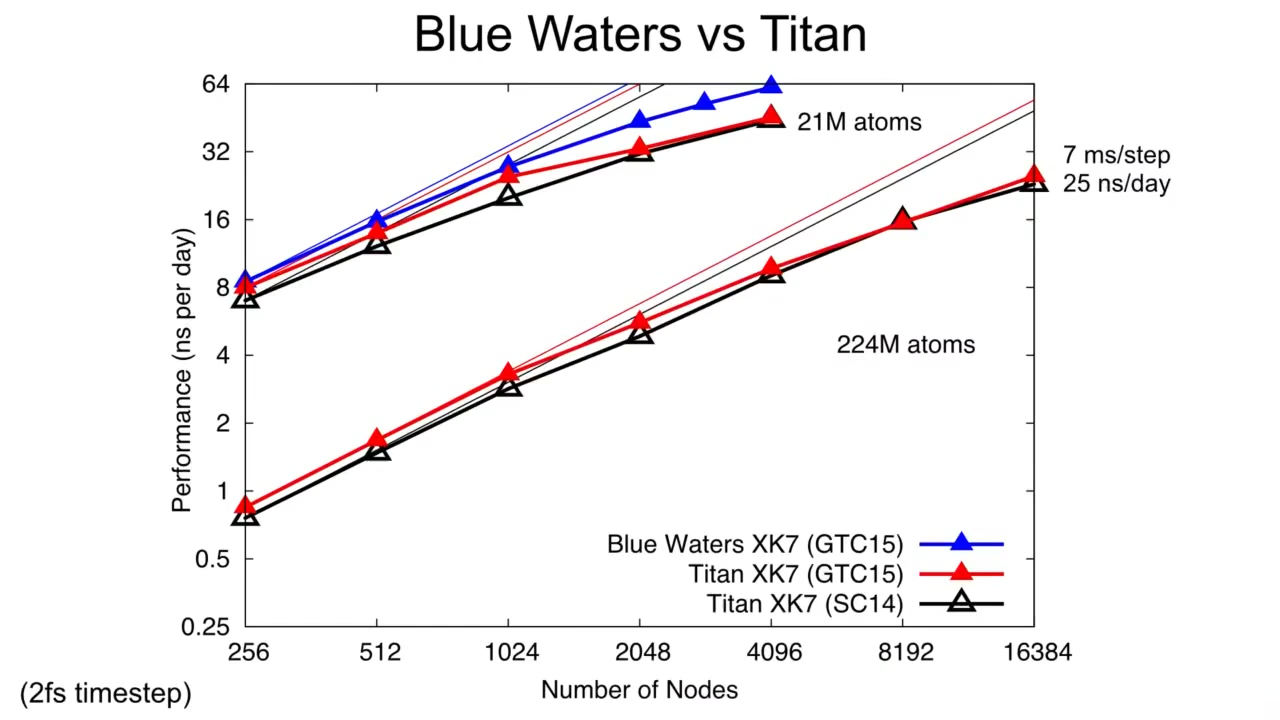 Blue Waters vs Titan
64
32
16
8
4
2
1
0.5
0.25
Performance (ns per day)
21M atoms
7 ms/step
25 ns/day
224M atoms
Blue Waters XK7 (GTC15)
Titan XK7 (GTC15)
Titan XK7 (SC14)
256 512 1024 2048 4096 8192 16384
Number of Nodes
(2fs timestep)